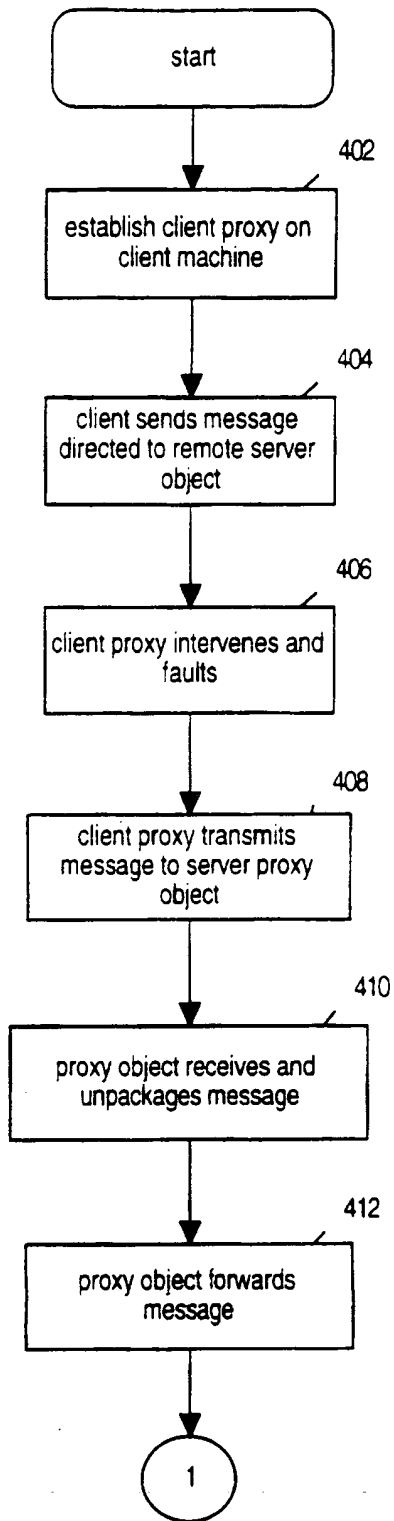 start
402
establish client proxy on
client machine
404
client sends message
directed to remote server
object
406
client proxy intervenes and
faults
408
client proxy transmits
message to server proxy
object
410
proxy object receives and
unpackages message
412
proxy object forwards
message
1